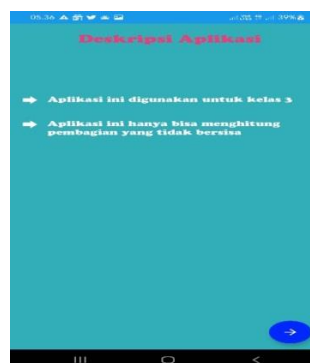 05.36
39%
Deskripsi Aplikasi
Aplikasi ini digunakan untuk kelas 3
Aplikasi ini hanya bisa menghitung
pembagian yang tidak bersisa